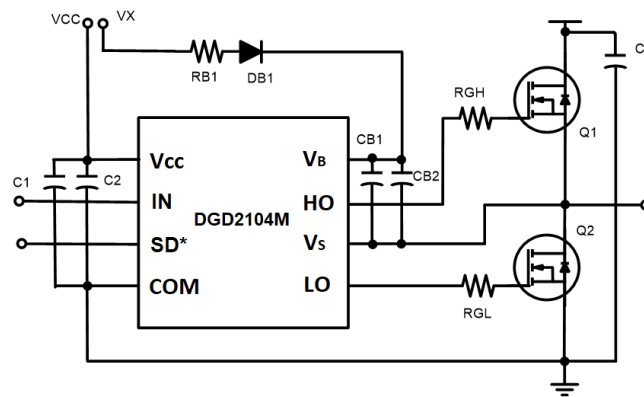 VCC VX
RB1 DB1
C
RGH
Q1
C1 C2
Vcc
IN
SD*
COM
DGD2104M
VB
HO
VS
LO
CB1
CB2
Q2
RGL